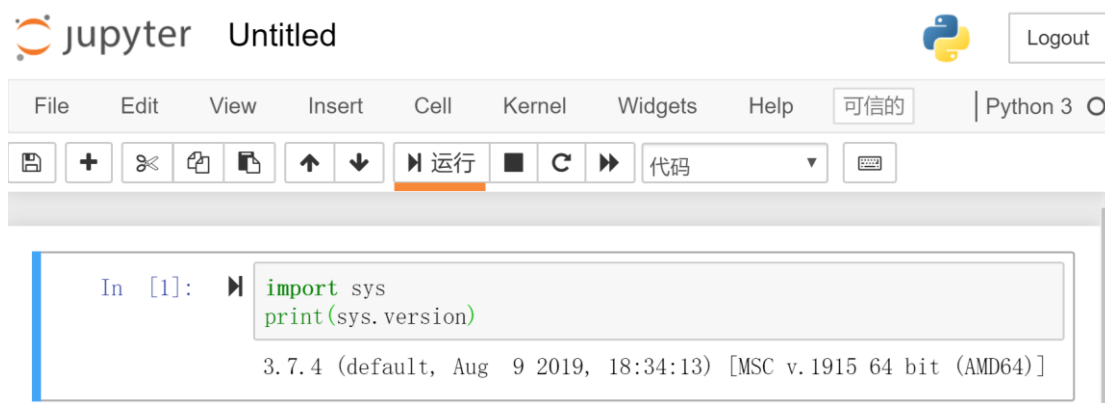 jupyter Untitled Logout
File Edit View Insert Cell Kernel Widgets Help 可信的 Python 3
运行 代码
In [1]: import sys
print(sys.version)
3.7.4 (default, Aug  9 2019, 18:34:13) [MSC v.1915 64 bit (AMD64)]